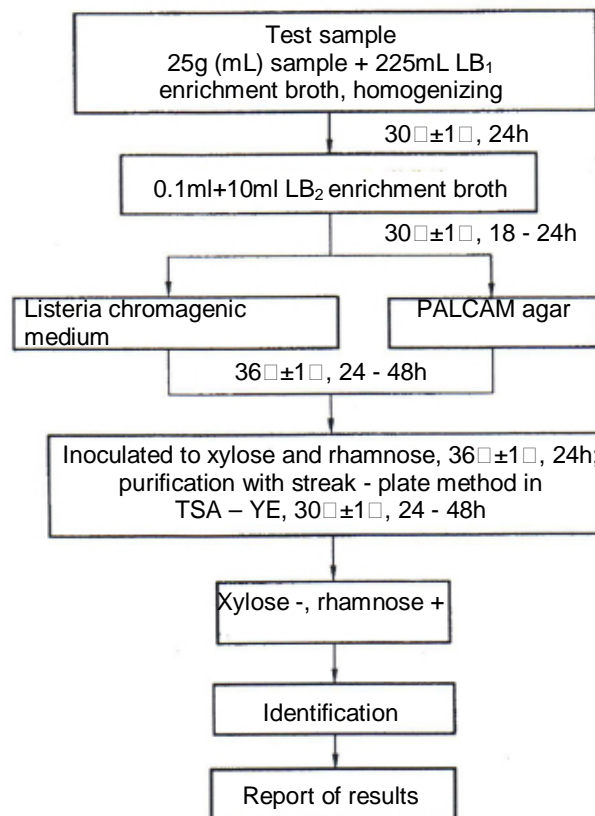 Test sample
25g (mL) sample + 225mL LB₁
enrichment broth, homogenizing
30□±1□, 24h
0.1ml+10ml LB₂ enrichment broth
30□±1□, 18 - 24h
Listeria chromagenic
medium
PALCAM agar
36□±1□, 24 - 48h
Inoculated to xylose and rhamnose, 36□±1□, 24h;
purification with streak - plate method in
TSA – YE, 30□±1□, 24 - 48h
Xylose -, rhamnose +
Identification
Report of results